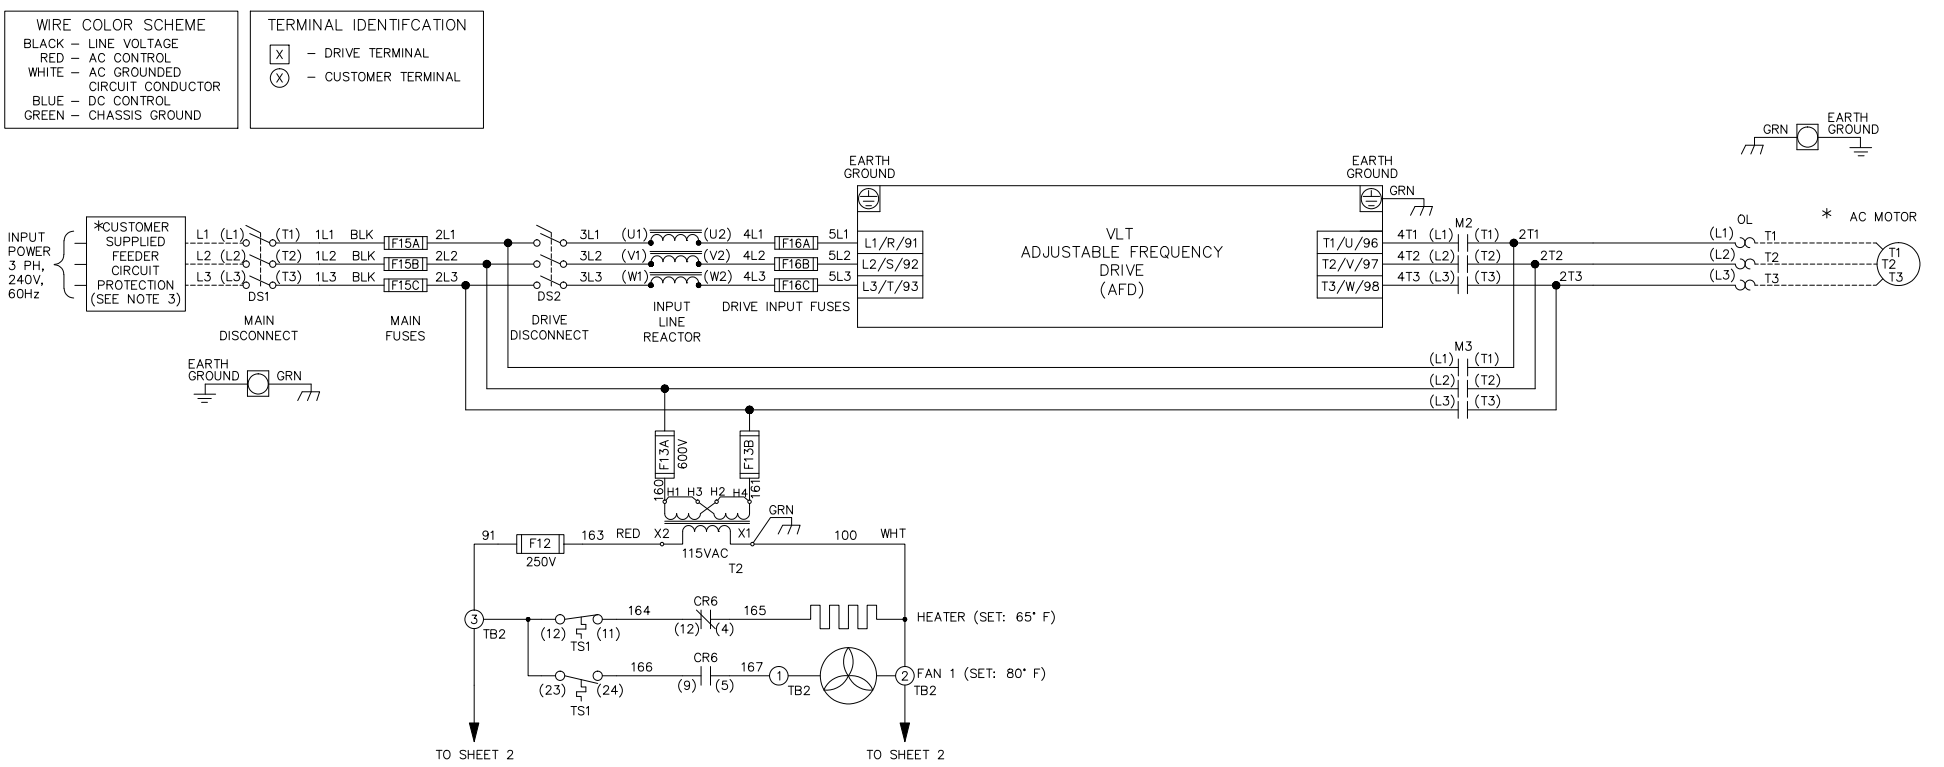 WIRE COLOR SCHEME
BLACK – LINE VOLTAGE
RED – AC CONTROL
WHITE – AC GROUNDED
CIRCUIT CONDUCTOR
BLUE – DC CONTROL
GREEN – CHASSIS GROUND
TERMINAL IDENTIFCATION
X – DRIVE TERMINAL
X – CUSTOMER TERMINAL
GRN
EARTH
GROUND
EARTH
GROUND
EARTH
GROUND
GRN
INPUT
POWER
3 PH,
240V,
60Hz
*CUSTOMER
SUPPLIED
FEEDER
CIRCUIT
PROTECTION
(SEE NOTE 3)
L1 (L1) (T1) 1L1 BLK F15A 2L1 3L1 (U1) (U2) 4L1 F16A 5L1 L1/R/91
L2 (L2) (T2) 1L2 BLK F15B 2L2 3L2 (V1) (V2) 4L2 F16B 5L2 L2/S/92
L3 (L3) (T3) 1L3 BLK F15C 2L3 3L3 (W1) (W2) 4L3 F16C 5L3 L3/T/93
DS1
DS2
MAIN
DISCONNECT
MAIN
FUSES
DRIVE
DISCONNECT
INPUT
LINE
REACTOR
DRIVE INPUT FUSES
VLT
ADJUSTABLE FREQUENCY
DRIVE
(AFD)
M2
OL
* AC MOTOR
T1/U/96 4T1 (L1) (T1) 2T1 (L1) T1
T2/V/97 4T2 (L2) (T2) 2T2 (L2) T2
T3/W/98 4T3 (L3) (T3) 2T3 (L3) T3
T1
T2
T3
M3
(L1) (T1)
(L2) (T2)
(L3) (T3)
EARTH
GROUND
GRN
F13A
600V
F13B
160
161
H1 H3 H2 H4
GRN
91 F12 163 RED X2 X1 100 WHT
250V
115VAC
T2
3
TB2
164 CR6 165
(12) (11) (12) (4)
TS1
HEATER (SET: 65° F)
166 CR6 167
(23) (24) (9) (5)
TS1
1
TB2
2
TB2
FAN 1 (SET: 80° F)
TO SHEET 2
TO SHEET 2